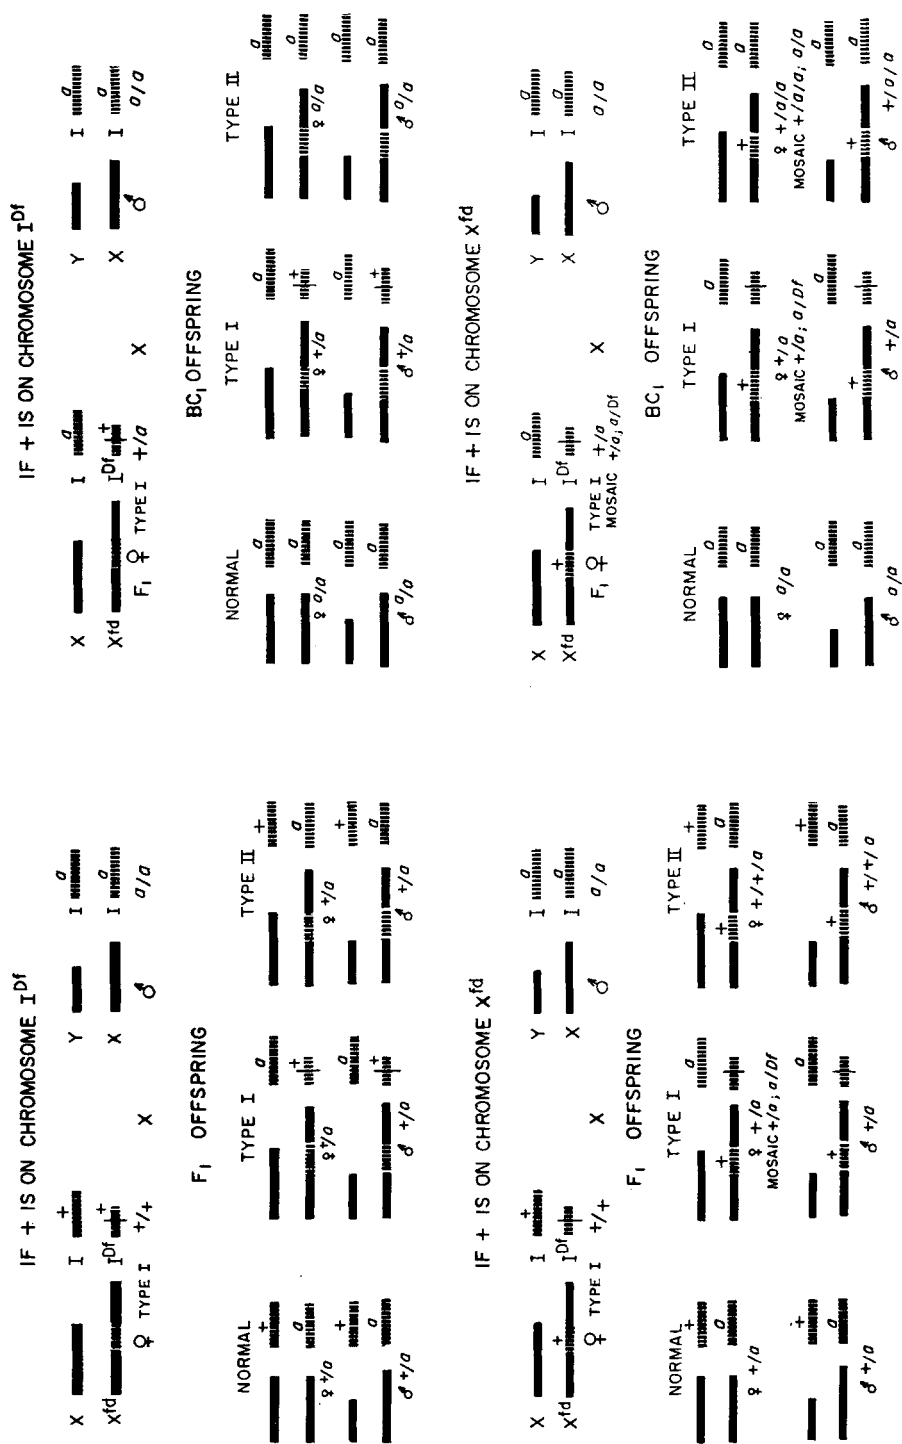 IF + IS ON CHROMOSOME I^Df
X I + Y I a
X^fd I^Df + X I a
♀ TYPE I +/+ X ♂ a/a
F₁ OFFSPRING
NORMAL TYPE I TYPE II
+ a +
a + a
+/a ♀ +/a ♀ +/a ♀
+ a +
a + a
♂ +/a ♂ +/a ♂ +/a
IF + IS ON CHROMOSOME I^Df
X I a Y I a
X^fd I^Df + X I a
F₁ ♀ TYPE I +/a X ♂ a/a
BC₁ OFFSPRING
NORMAL TYPE I TYPE II
a a a
a + a
a/a ♀ +/a ♀ a/a ♀
a a a
a + a
♂ a/a ♂ +/a ♂ a/a
IF + IS ON CHROMOSOME X^fd
X I + Y I a
X^fd + I^Df X I a
♀ TYPE I +/+ X ♂ a/a
F₁ OFFSPRING
NORMAL TYPE I TYPE II
+ a +
a + + a
♀ +/a ♀ +/a ♀ +/+/a
MOSAIC +/a; a/Df
+ a +
a + + a
♂ +/a ♂ +/a ♂ +/+/a
IF + IS ON CHROMOSOME X^fd
X I a Y I a
X^fd + I^Df X I a
F₁ ♀ TYPE I +/a X ♂ a/a
MOSAIC +/a; a/Df
BC₁ OFFSPRING
NORMAL TYPE I TYPE II
a a a
a + + a
♀ a/a ♀ +/a ♀ +/a/a
MOSAIC +/a; a/Df MOSAIC +/a/a; a/a
a a a
a + + a
♂ a/a ♂ +/a ♂ +/a/a